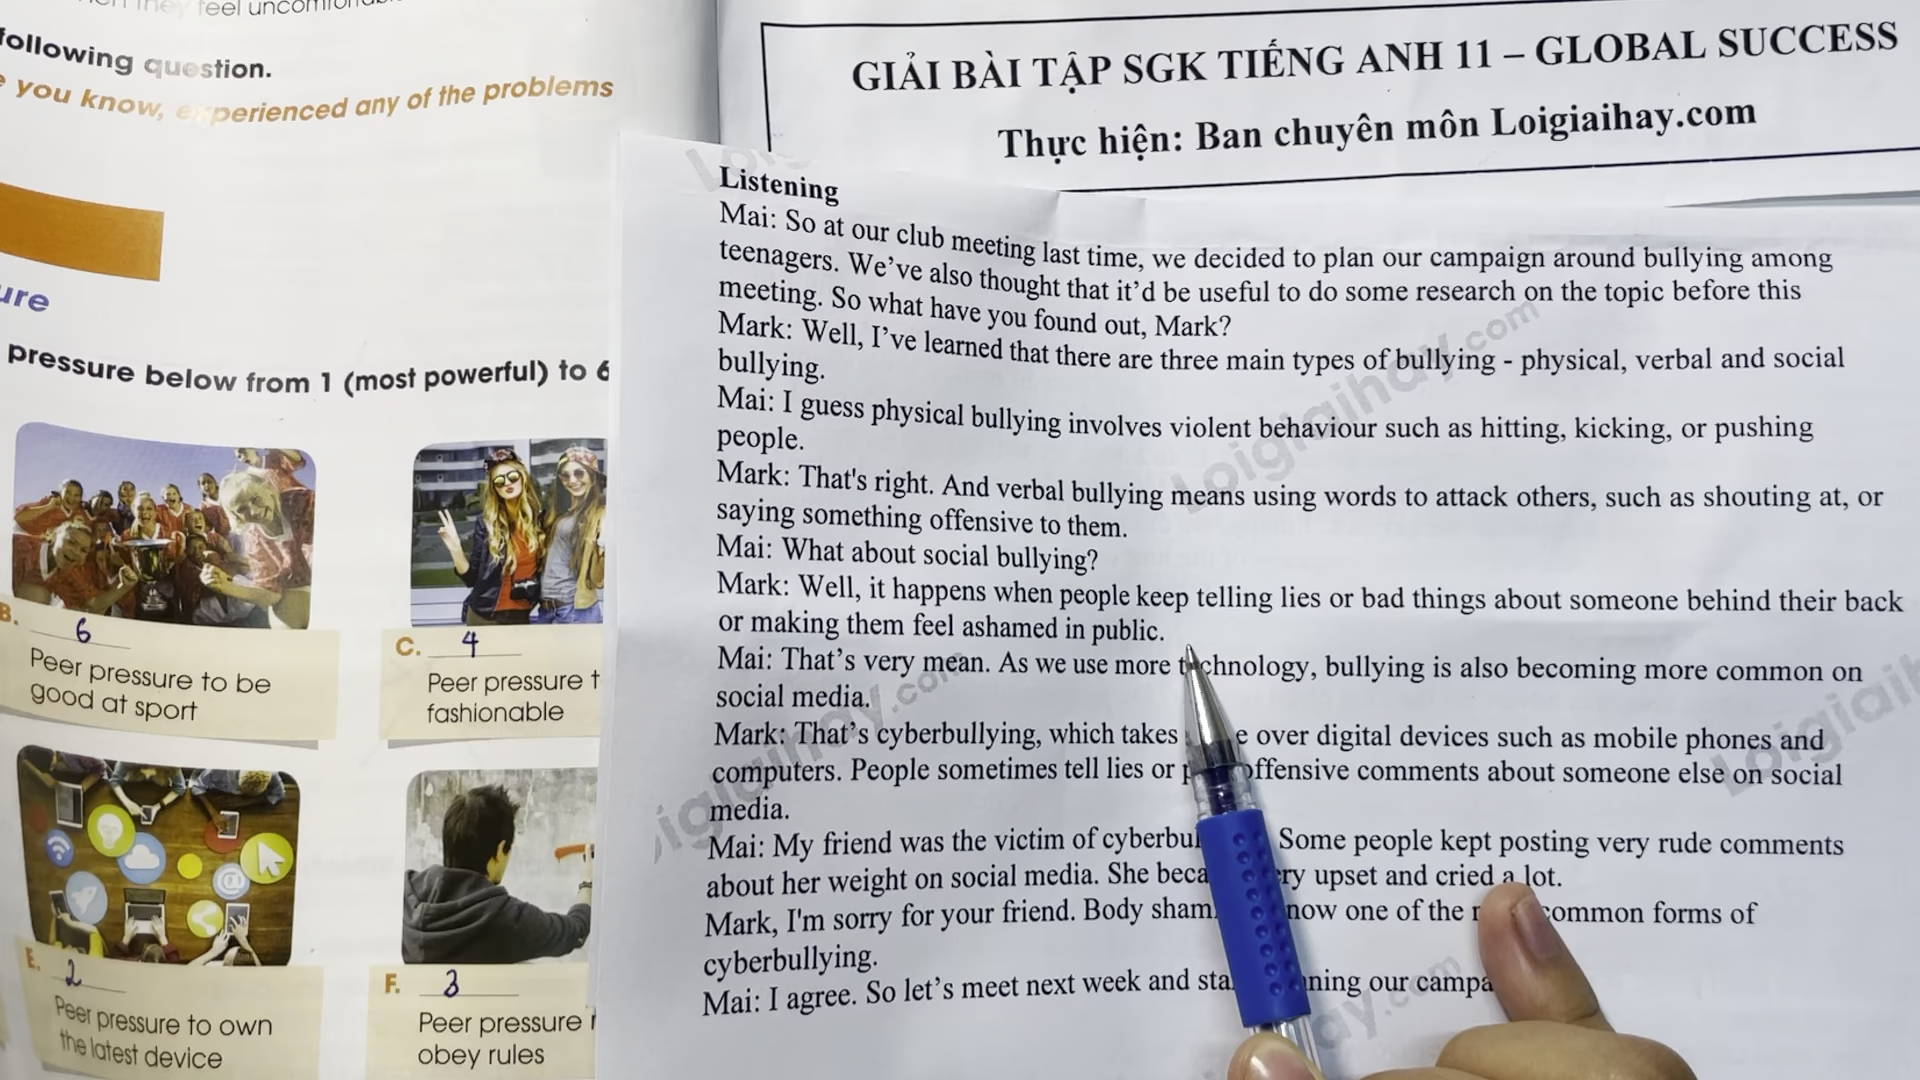 feel uncomfortable
following question.
you know, experienced any of the problems
ure
pressure below from 1 (most powerful) to 6
B. 6
Peer pressure to be
good at sport
C. 4
Peer pressure t
fashionable
E. 2
Peer pressure to own
the latest device
F. 3
Peer pressure
obey rules
GIẢI BÀI TẬP SGK TIẾNG ANH 11 – GLOBAL SUCCESS
Thực hiện: Ban chuyên môn Loigiaihay.com
Listening
Mai: So at our club meeting last time, we decided to plan our campaign around bullying among
teenagers. We’ve also thought that it’d be useful to do some research on the topic before this
meeting. So what have you found out, Mark?
Mark: Well, I’ve learned that there are three main types of bullying - physical, verbal and social
bullying.
Mai: I guess physical bullying involves violent behaviour such as hitting, kicking, or pushing
people.
Mark: That's right. And verbal bullying means using words to attack others, such as shouting at, or
saying something offensive to them.
Mai: What about social bullying?
Mark: Well, it happens when people keep telling lies or bad things about someone behind their back
or making them feel ashamed in public.
Mai: That’s very mean. As we use more technology, bullying is also becoming more common on
social media.
Mark: That’s cyberbullying, which takes e over digital devices such as mobile phones and
computers. People sometimes tell lies or p offensive comments about someone else on social
media.
Mai: My friend was the victim of cyberbul Some people kept posting very rude comments
about her weight on social media. She beca ry upset and cried a lot.
Mark, I'm sorry for your friend. Body sham now one of the common forms of
cyberbullying.
Mai: I agree. So let’s meet next week and sta ning our campa
Loigiaihay.com
Loigiaihay.com